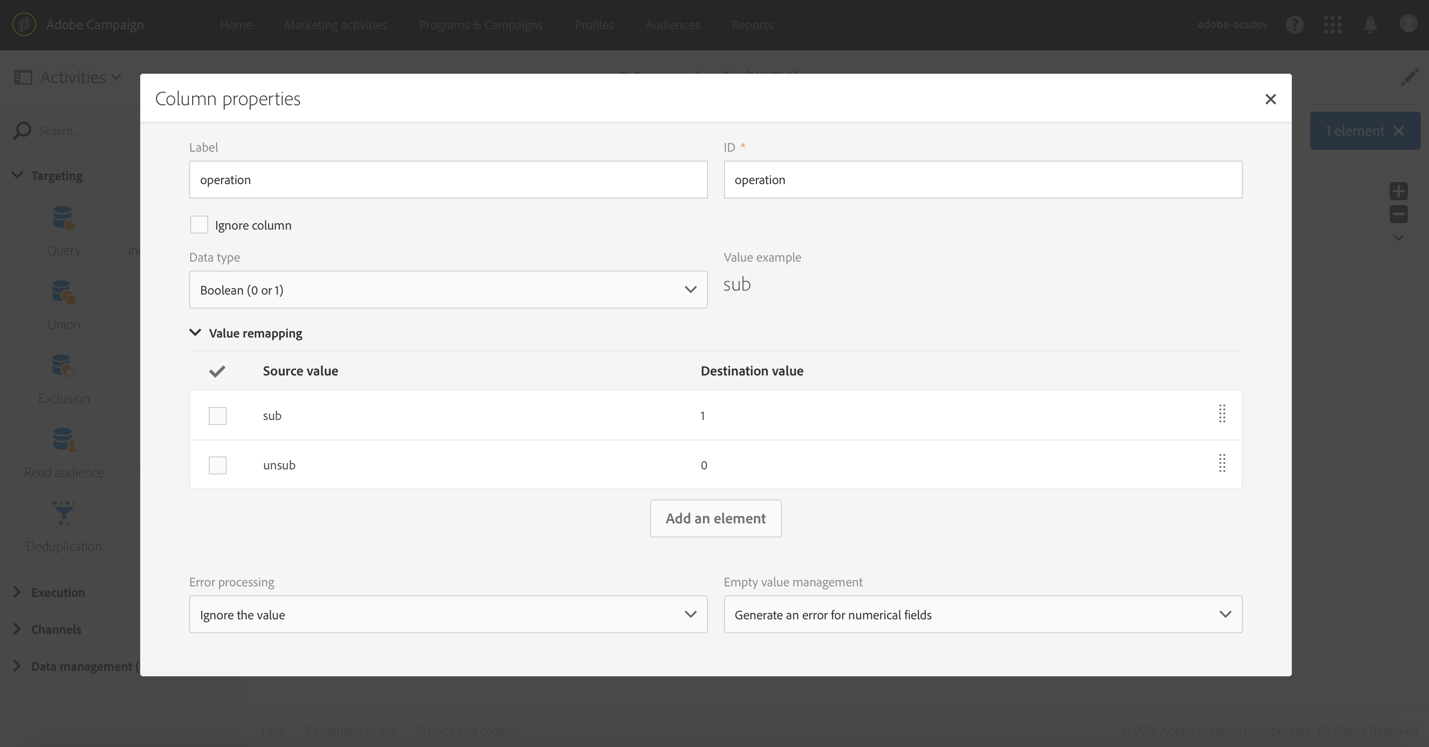 Adobe Campaign Home Marketing activities Programs & Campaigns Profiles Audiences Reports adobe-acsdev
Activities
Column properties
Search..
1 element
Label ID *
operation operation
Targeting
Ignore column
Query
Data type Value example
Boolean (0 or 1) sub
Union
Value remapping
Source value Destination value
Exclusion
sub 1
unsub 0
Read audience
Add an element
Deduplication
Error processing Empty value management
Execution
Ignore the value Generate an error for numerical fields
Channels
Data management (
Help Conditions of use Privacy and cookies © 2018 Adobe Systems Incorporated. All Rights Reserved.